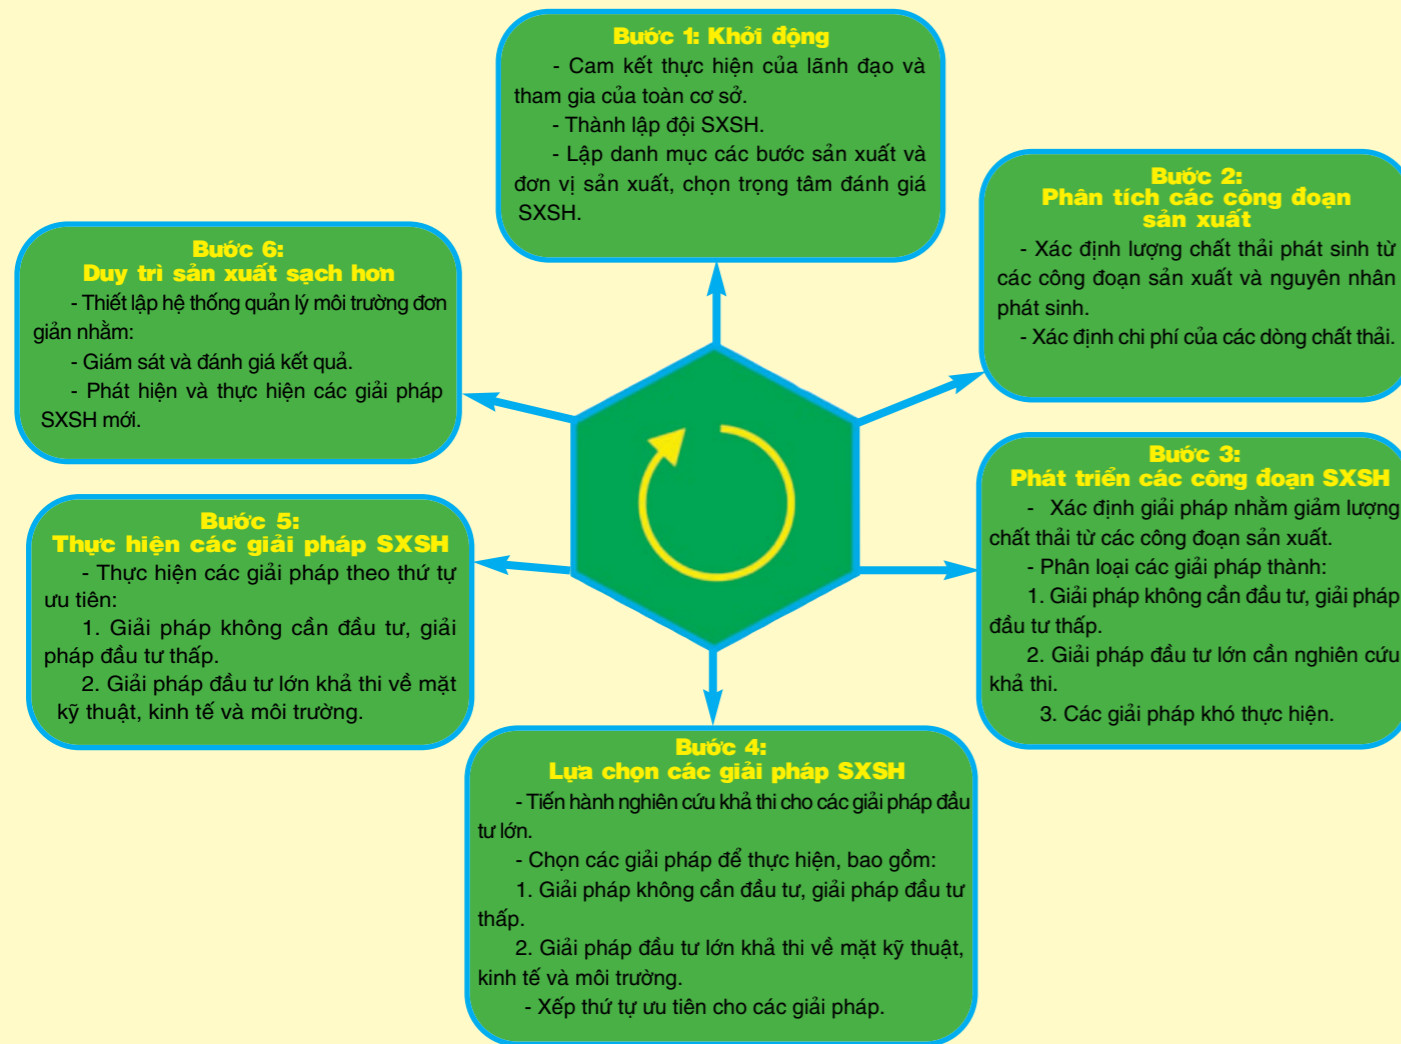 Bước 1: Khởi động
- Cam kết thực hiện của lãnh đạo và
tham gia của toàn cơ sở.
- Thành lập đội SXSH.
- Lập danh mục các bước sản xuất và
đơn vị sản xuất, chọn trọng tâm đánh giá
SXSH.
Bước 2:
Phân tích các công đoạn
sản xuất
- Xác định lượng chất thải phát sinh từ
các công đoạn sản xuất và nguyên nhân
phát sinh.
- Xác định chi phí của các dòng chất thải.
Bước 3:
Phát triển các công đoạn SXSH
- Xác định giải pháp nhằm giảm lượng
chất thải từ các công đoạn sản xuất.
- Phân loại các giải pháp thành:
1. Giải pháp không cần đầu tư, giải pháp
đầu tư thấp.
2. Giải pháp đầu tư lớn cần nghiên cứu
khả thi.
3. Các giải pháp khó thực hiện.
Bước 4:
Lựa chọn các giải pháp SXSH
- Tiến hành nghiên cứu khả thi cho các giải pháp đầu
tư lớn.
- Chọn các giải pháp để thực hiện, bao gồm:
1. Giải pháp không cần đầu tư, giải pháp đầu tư
thấp.
2. Giải pháp đầu tư lớn khả thi về mặt kỹ thuật,
kinh tế và môi trường.
- Xếp thứ tự ưu tiên cho các giải pháp.
Bước 5:
Thực hiện các giải pháp SXSH
- Thực hiện các giải pháp theo thứ tự
ưu tiên:
1. Giải pháp không cần đầu tư, giải
pháp đầu tư thấp.
2. Giải pháp đầu tư lớn khả thi về mặt
kỹ thuật, kinh tế và môi trường.
Bước 6:
Duy trì sản xuất sạch hơn
- Thiết lập hệ thống quản lý môi trường đơn
giản nhằm:
- Giám sát và đánh giá kết quả.
- Phát hiện và thực hiện các giải pháp
SXSH mới.